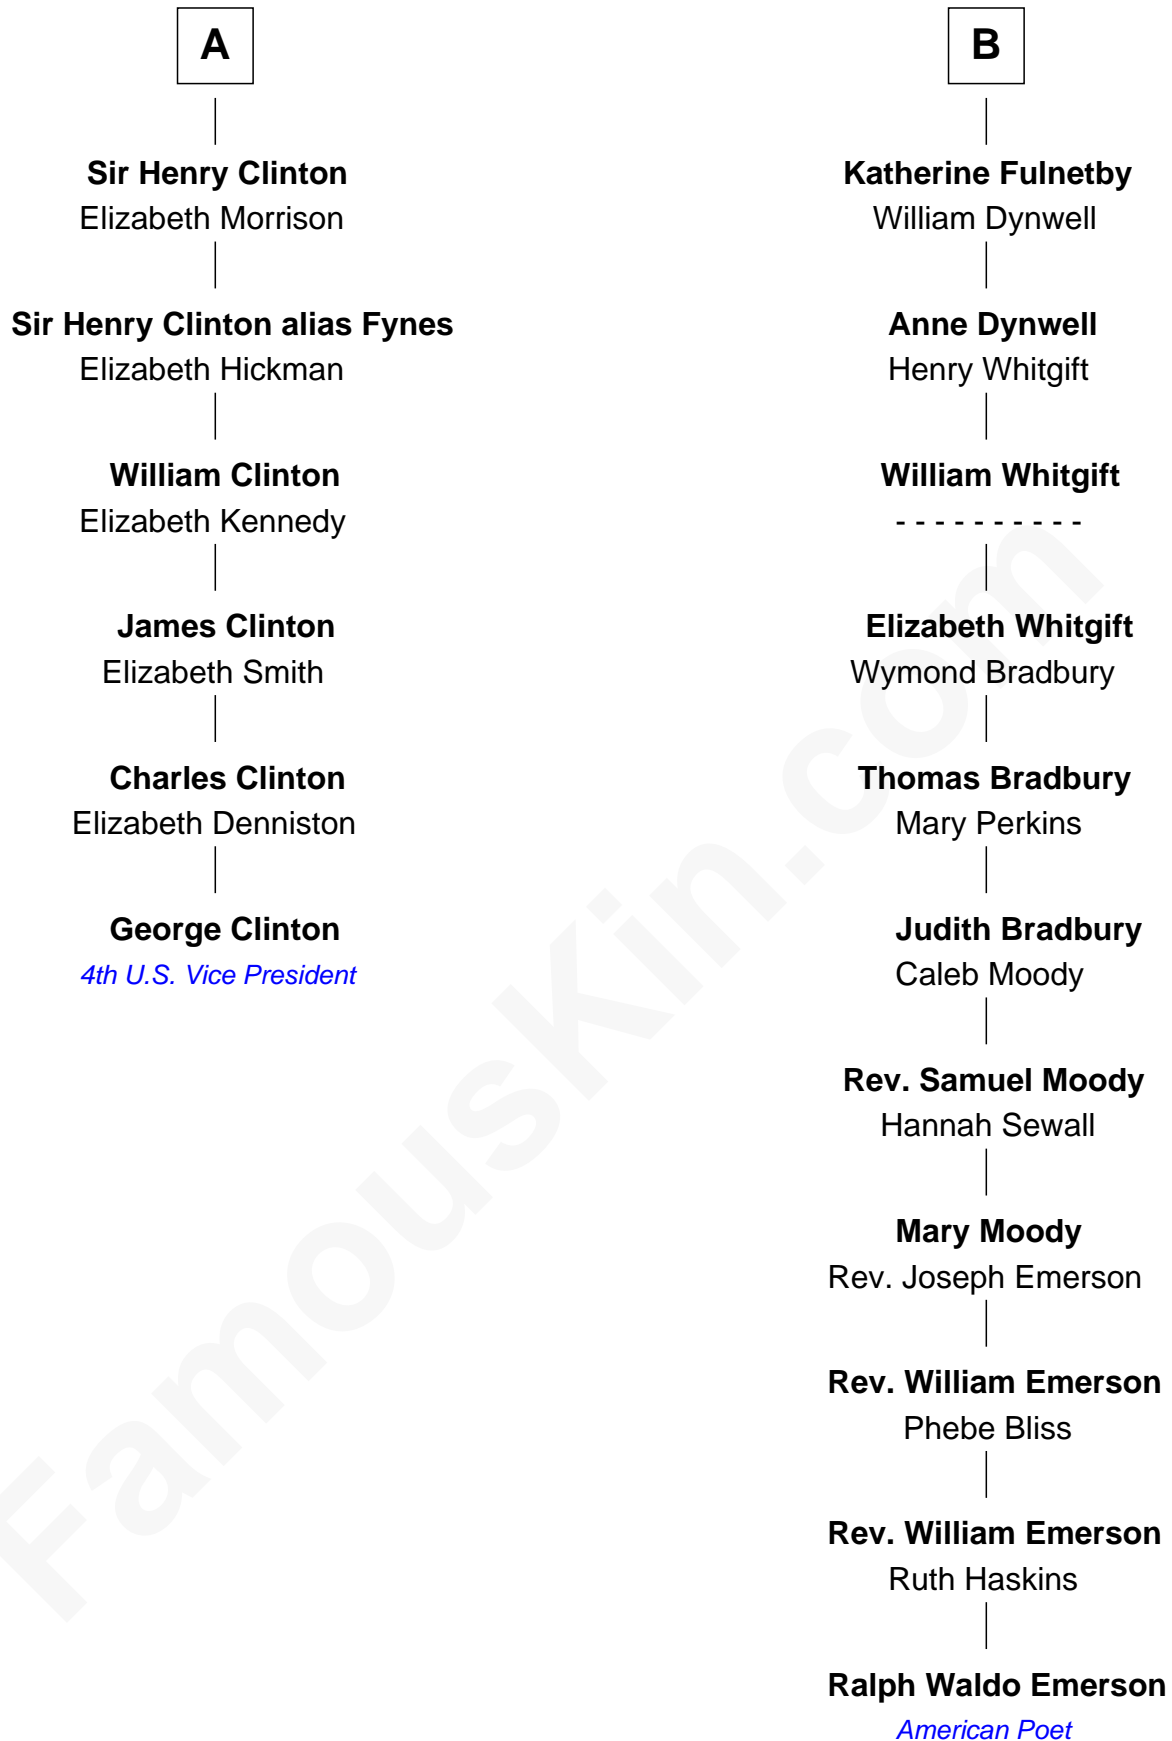 A
Sir Henry Clinton
Elizabeth Morrison
Sir Henry Clinton alias Fynes
Elizabeth Hickman
William Clinton
Elizabeth Kennedy
James Clinton
Elizabeth Smith
Charles Clinton
Elizabeth Denniston
George Clinton
4th U.S. Vice President
B
Katherine Fulnetby
William Dynwell
Anne Dynwell
Henry Whitgift
William Whitgift
- - - - - - - - - -
Elizabeth Whitgift
Wymond Bradbury
Thomas Bradbury
Mary Perkins
Judith Bradbury
Caleb Moody
Rev. Samuel Moody
Hannah Sewall
Mary Moody
Rev. Joseph Emerson
Rev. William Emerson
Phebe Bliss
Rev. William Emerson
Ruth Haskins
Ralph Waldo Emerson
American Poet
FamousKin.com